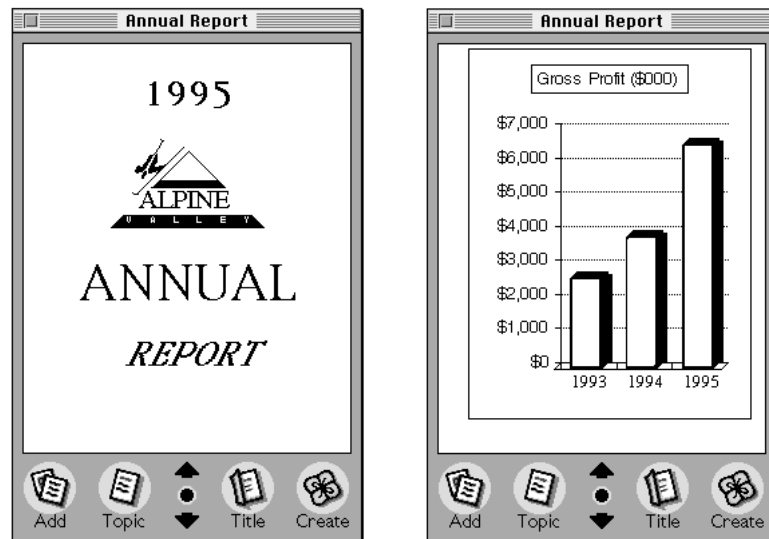 Annual Report
1995
ALPINE
VALLEY
ANNUAL
REPORT
Add Topic Title Create
Annual Report
Gross Profit ($000)
$7,000
$6,000
$5,000
$4,000
$3,000
$2,000
$1,000
$0
1993 1994 1995
Add Topic Title Create